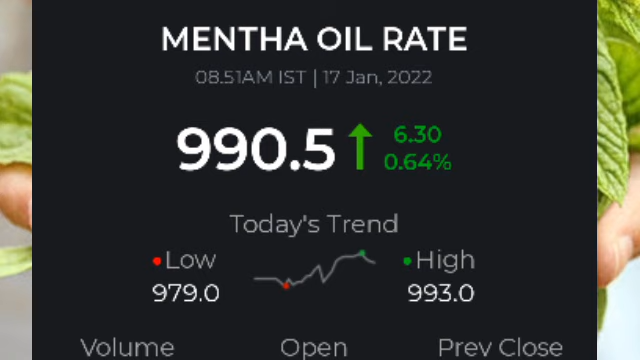 MENTHA OIL RATE
08.51AM IST | 17 Jan, 2022
990.5 6.30
0.64%
Today's Trend
Low High
979.0 993.0
Volume Open Prev Close